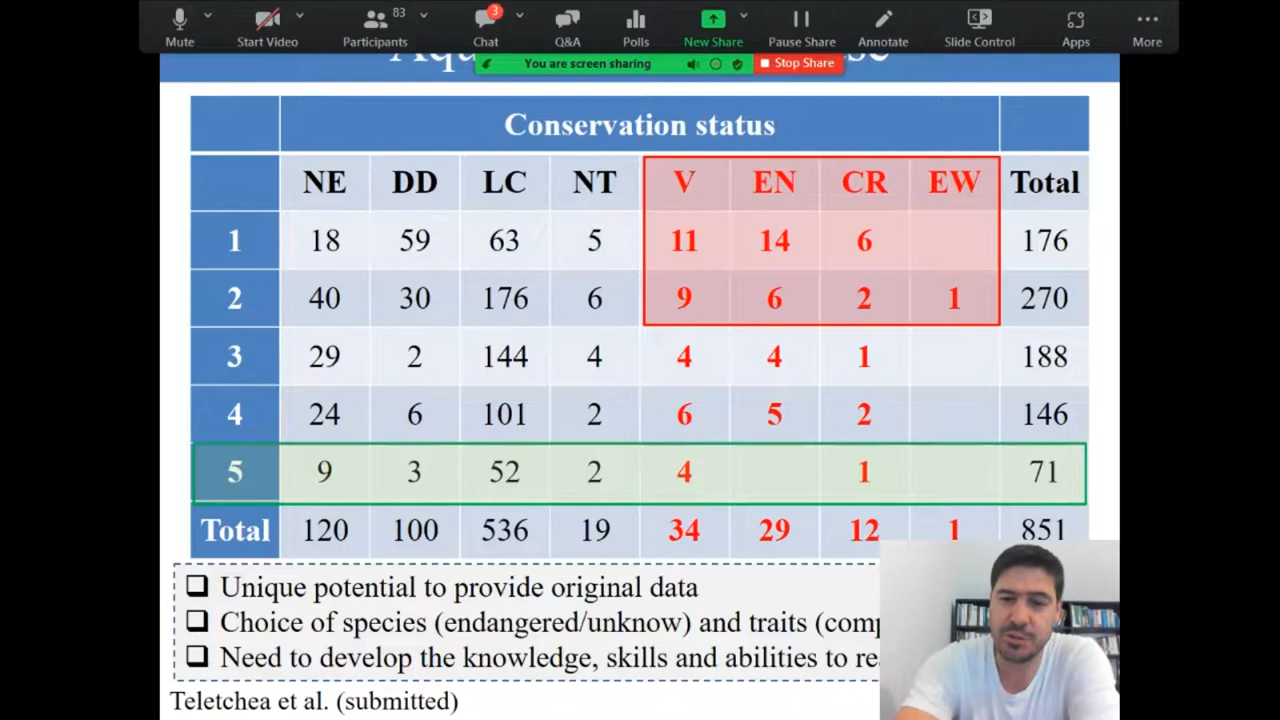 Mute Start Video Participants 83 Chat 3 Q&A Polls New Share Pause Share Annotate Slide Control Apps More
You are screen sharing Stop Share
Conservation status
NE DD LC NT V EN CR EW Total
1 18 59 63 5 11 14 6 176
2 40 30 176 6 9 6 2 1 270
3 29 2 144 4 4 4 1 188
4 24 6 101 2 6 5 2 146
5 9 3 52 2 4 1 71
Total 120 100 536 19 34 29 12 1 851
Unique potential to provide original data
Choice of species (endangered/unknow) and traits (comp
Need to develop the knowledge, skills and abilities to re
Teletchea et al. (submitted)